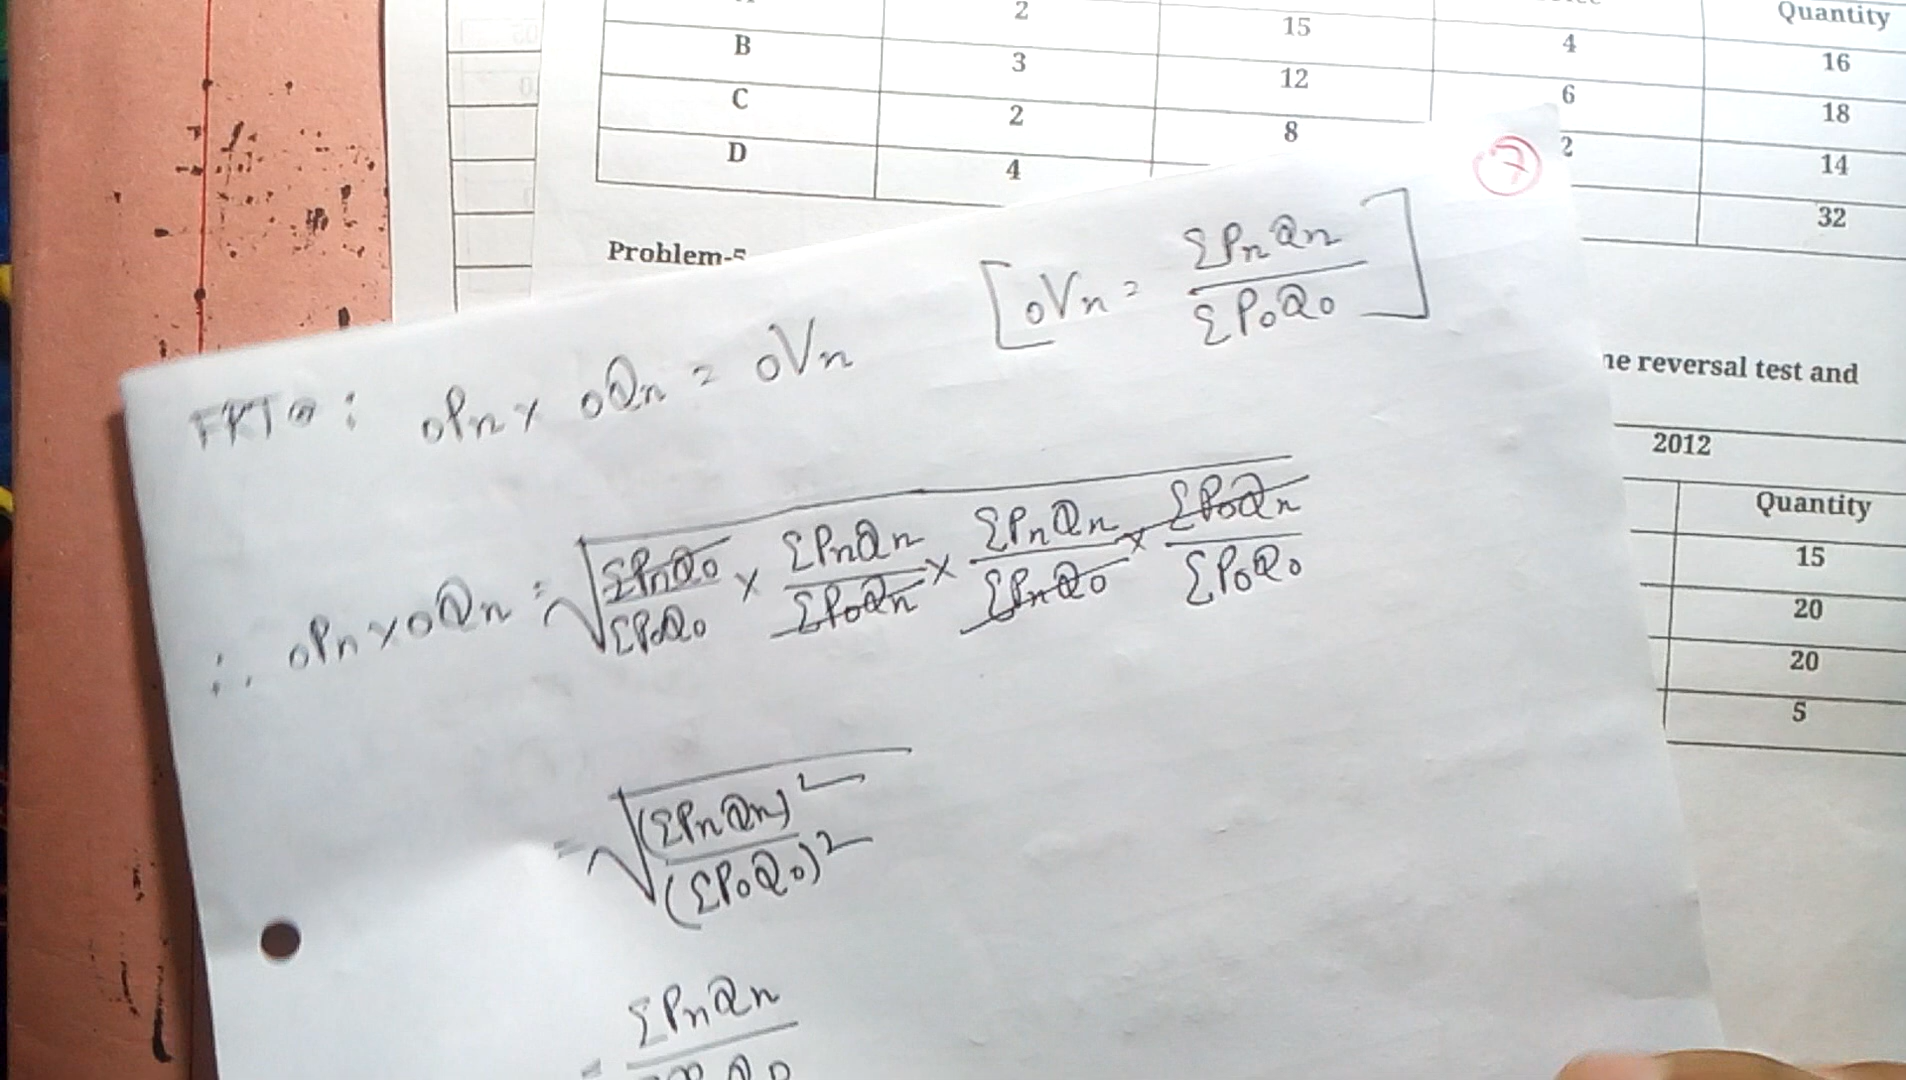 Quantity
2 15 4 16
B 3 12 6 18
C 2 8 2 14
D 4 32
Problem-5
7
[₀Vₙ = ΣPₙQₙ / ΣP₀Q₀]
: ₀Pₙ × ₀Qₙ = ₀Vₙ
∴ ₀Pₙ × ₀Qₙ = √(ΣPₙQ₀/ΣP₀Q₀ × ΣPₙQₙ/ΣP₀Qₙ × ΣPₙQₙ/ΣPₙQ₀ × ΣP₀Qₙ/ΣP₀Q₀)
= √((ΣPₙQₙ)²/(ΣP₀Q₀)²)
= ΣPₙQₙ
reversal test and
2012
Quantity
15
20
20
5